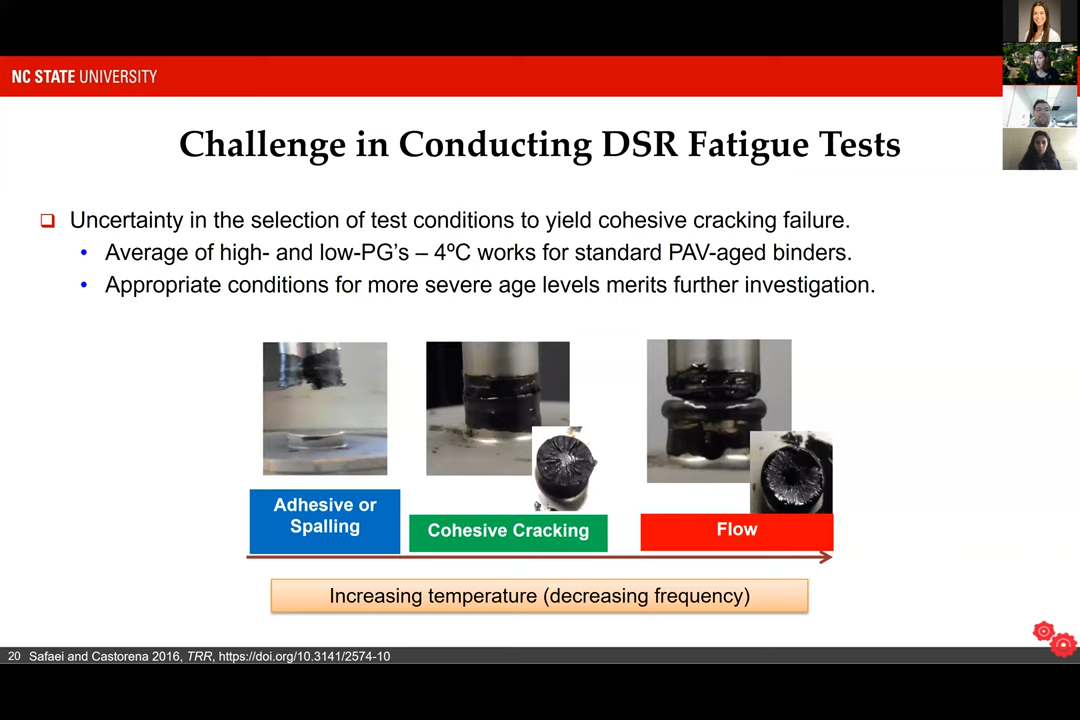 NC STATE UNIVERSITY
Challenge in Conducting DSR Fatigue Tests
Uncertainty in the selection of test conditions to yield cohesive cracking failure.
Average of high- and low-PG's – 4ºC works for standard PAV-aged binders.
Appropriate conditions for more severe age levels merits further investigation.
Adhesive or
Spalling
Cohesive Cracking
Flow
Increasing temperature (decreasing frequency)
20 Safaei and Castorena 2016, TRR, https://doi.org/10.3141/2574-10